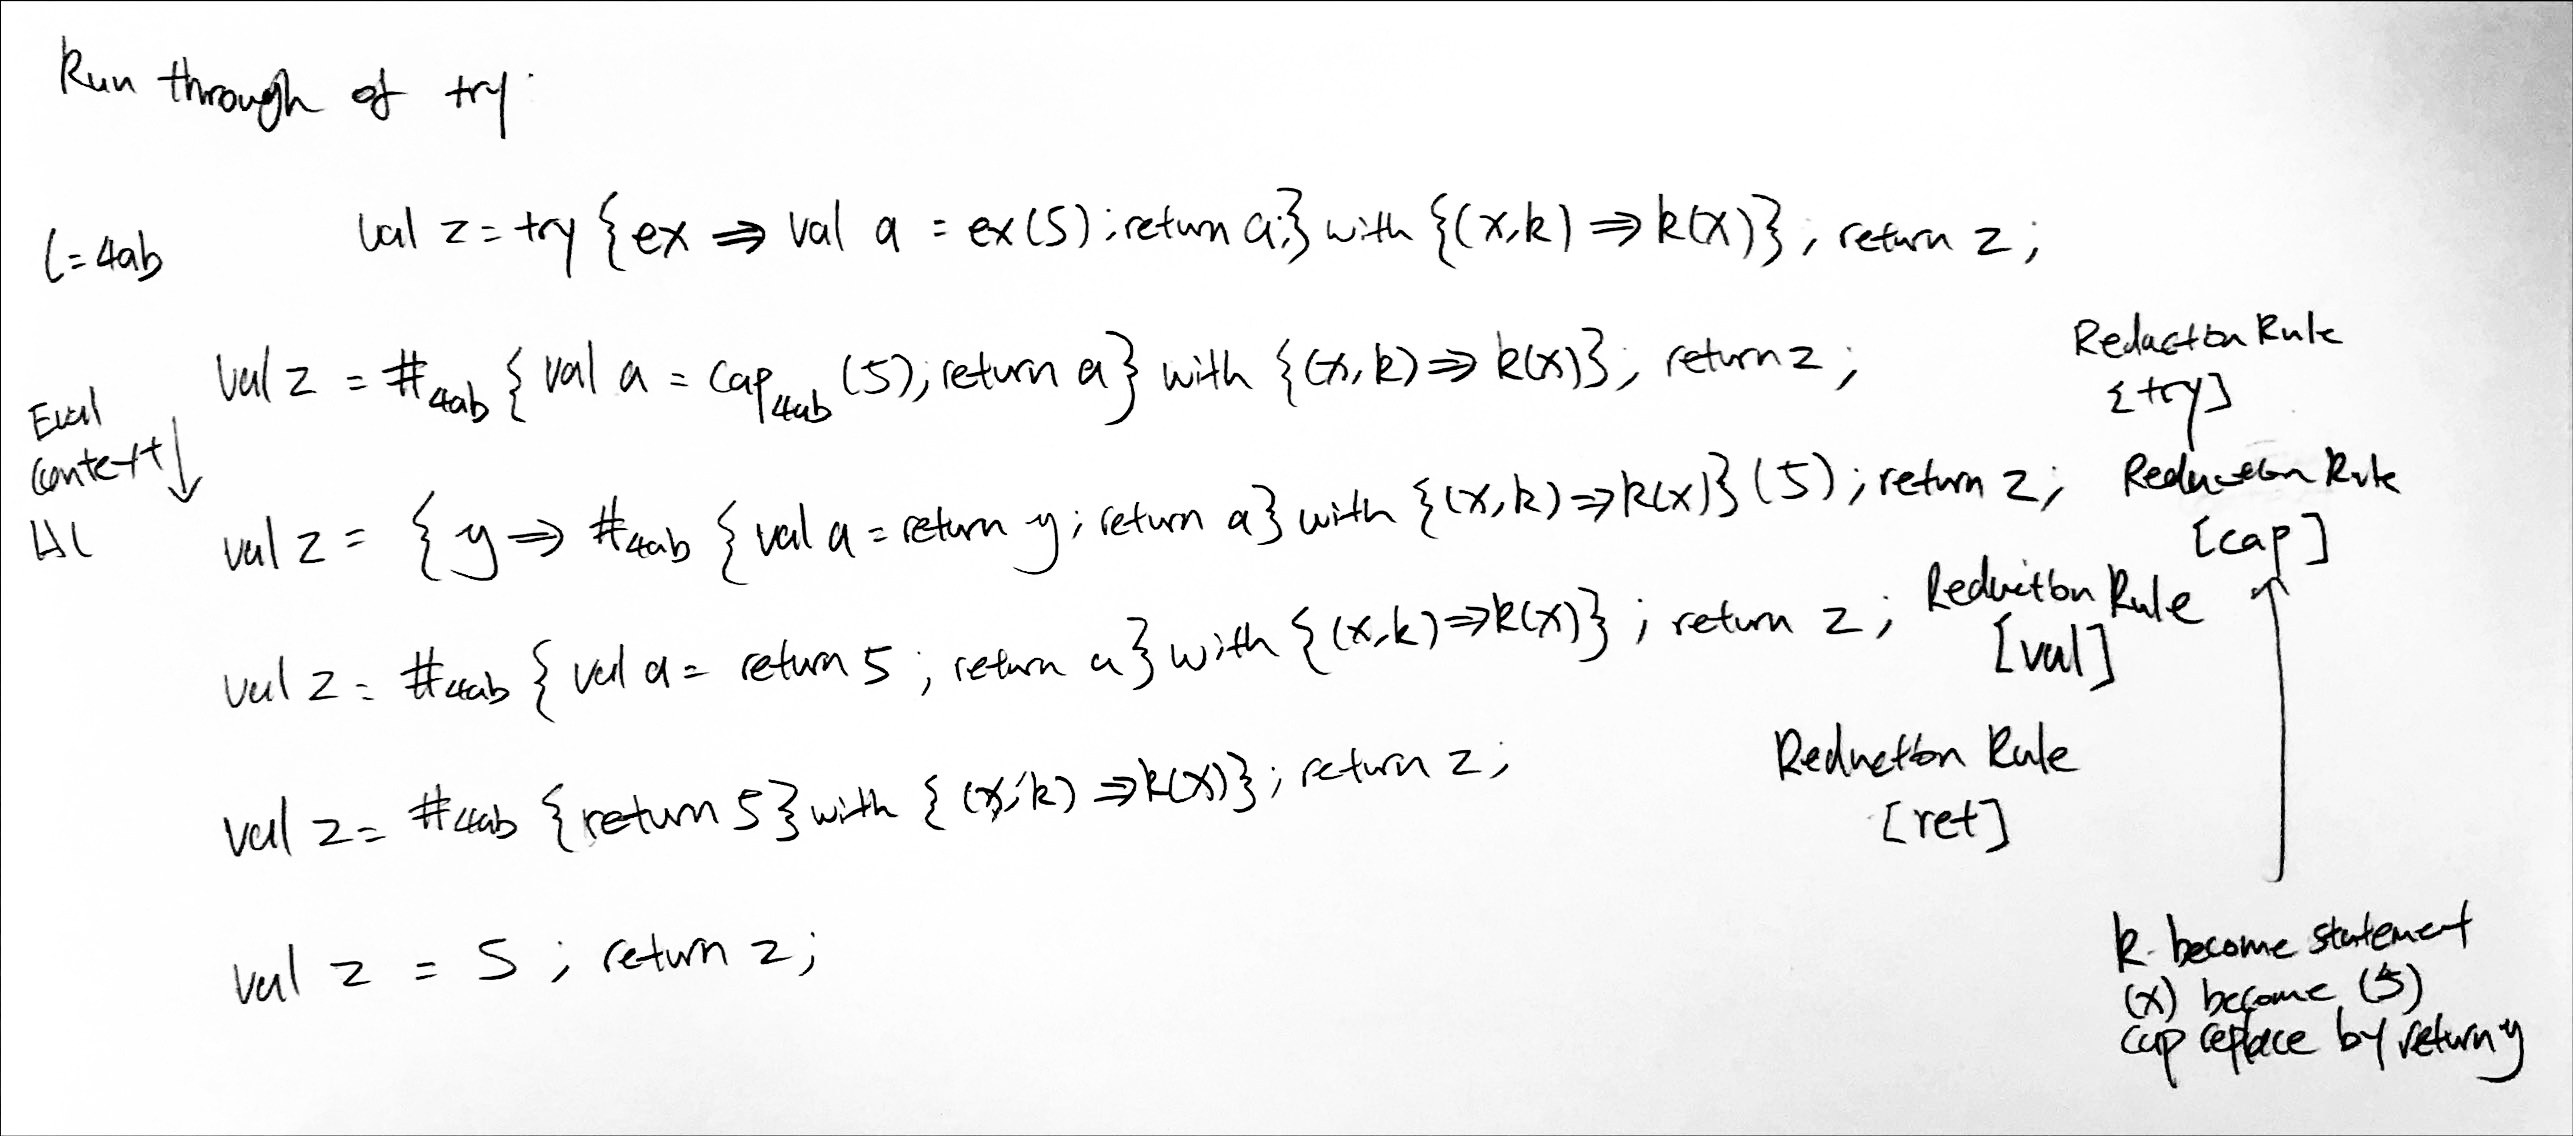 Run through of try.
l=4ab
val z = try {ex ⇒ val a = ex(5); return a;} with {(x,k) ⇒ k(x)}; return z;
val z = #4ab { val a = cap4ab (5); return a} with {(x,k) ⇒ k(x)}; return z;
Reduction Rule
[try]
Eval
Context ↓
val z = { y ⇒ #4ab { val a = return y; return a} with {(x,k) ⇒ k(x)} (5); return z;
Reduction Rule
[cap]
val z = #4ab { val a = return 5 ; return a} with {(x,k) ⇒ k(x)} ; return z ;
Reduction Rule
[val]
val z = #4ab {return 5} with { (x,k) ⇒ k(x)}; return z;
Reduction Rule
[ret]
val z = 5 ; return z;
k become statement
(x) become (5)
cap replace by return y